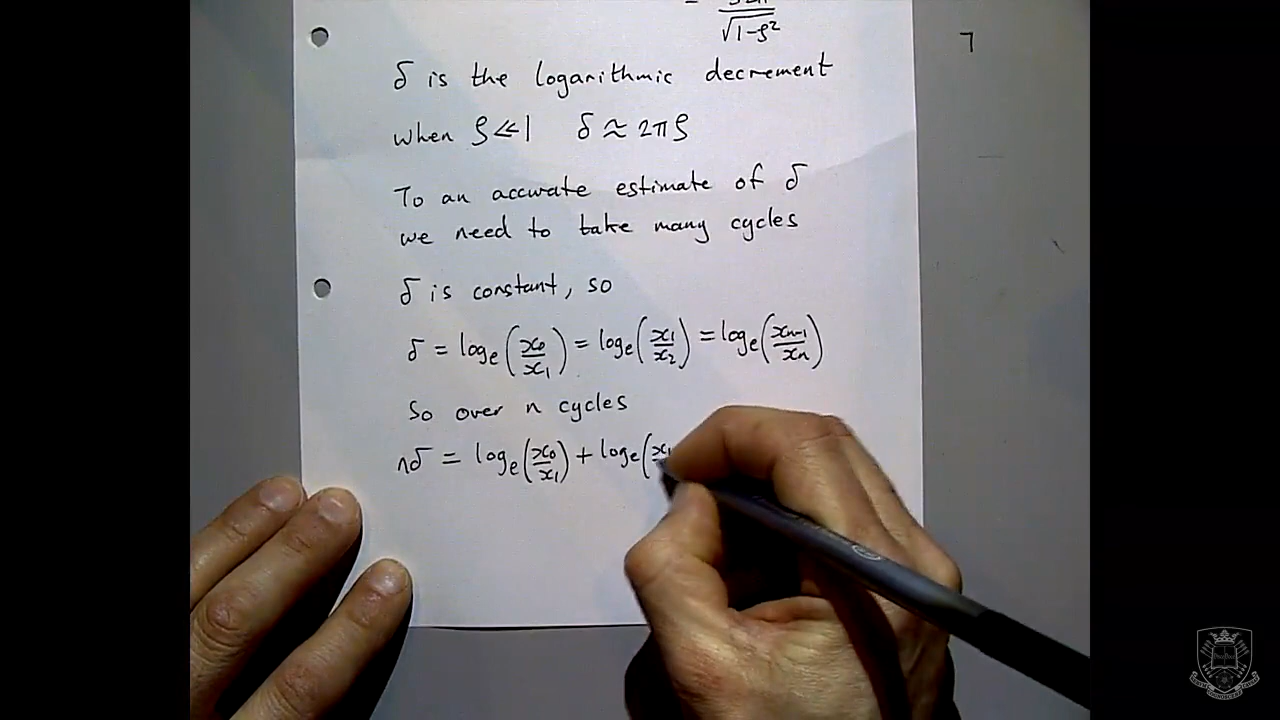 =
√1-ζ²
7
δ is the logarithmic decrement
when ζ≪1 δ ≈ 2πζ
To an accurate estimate of δ
we need to take many cycles
δ is constant, so
δ = logₑ(x₀/x₁) = logₑ(x₁/x₂) = logₑ(xₙ₋₁/xₙ)
So over n cycles
nδ = logₑ(x₀/x₁) + logₑ(x₁